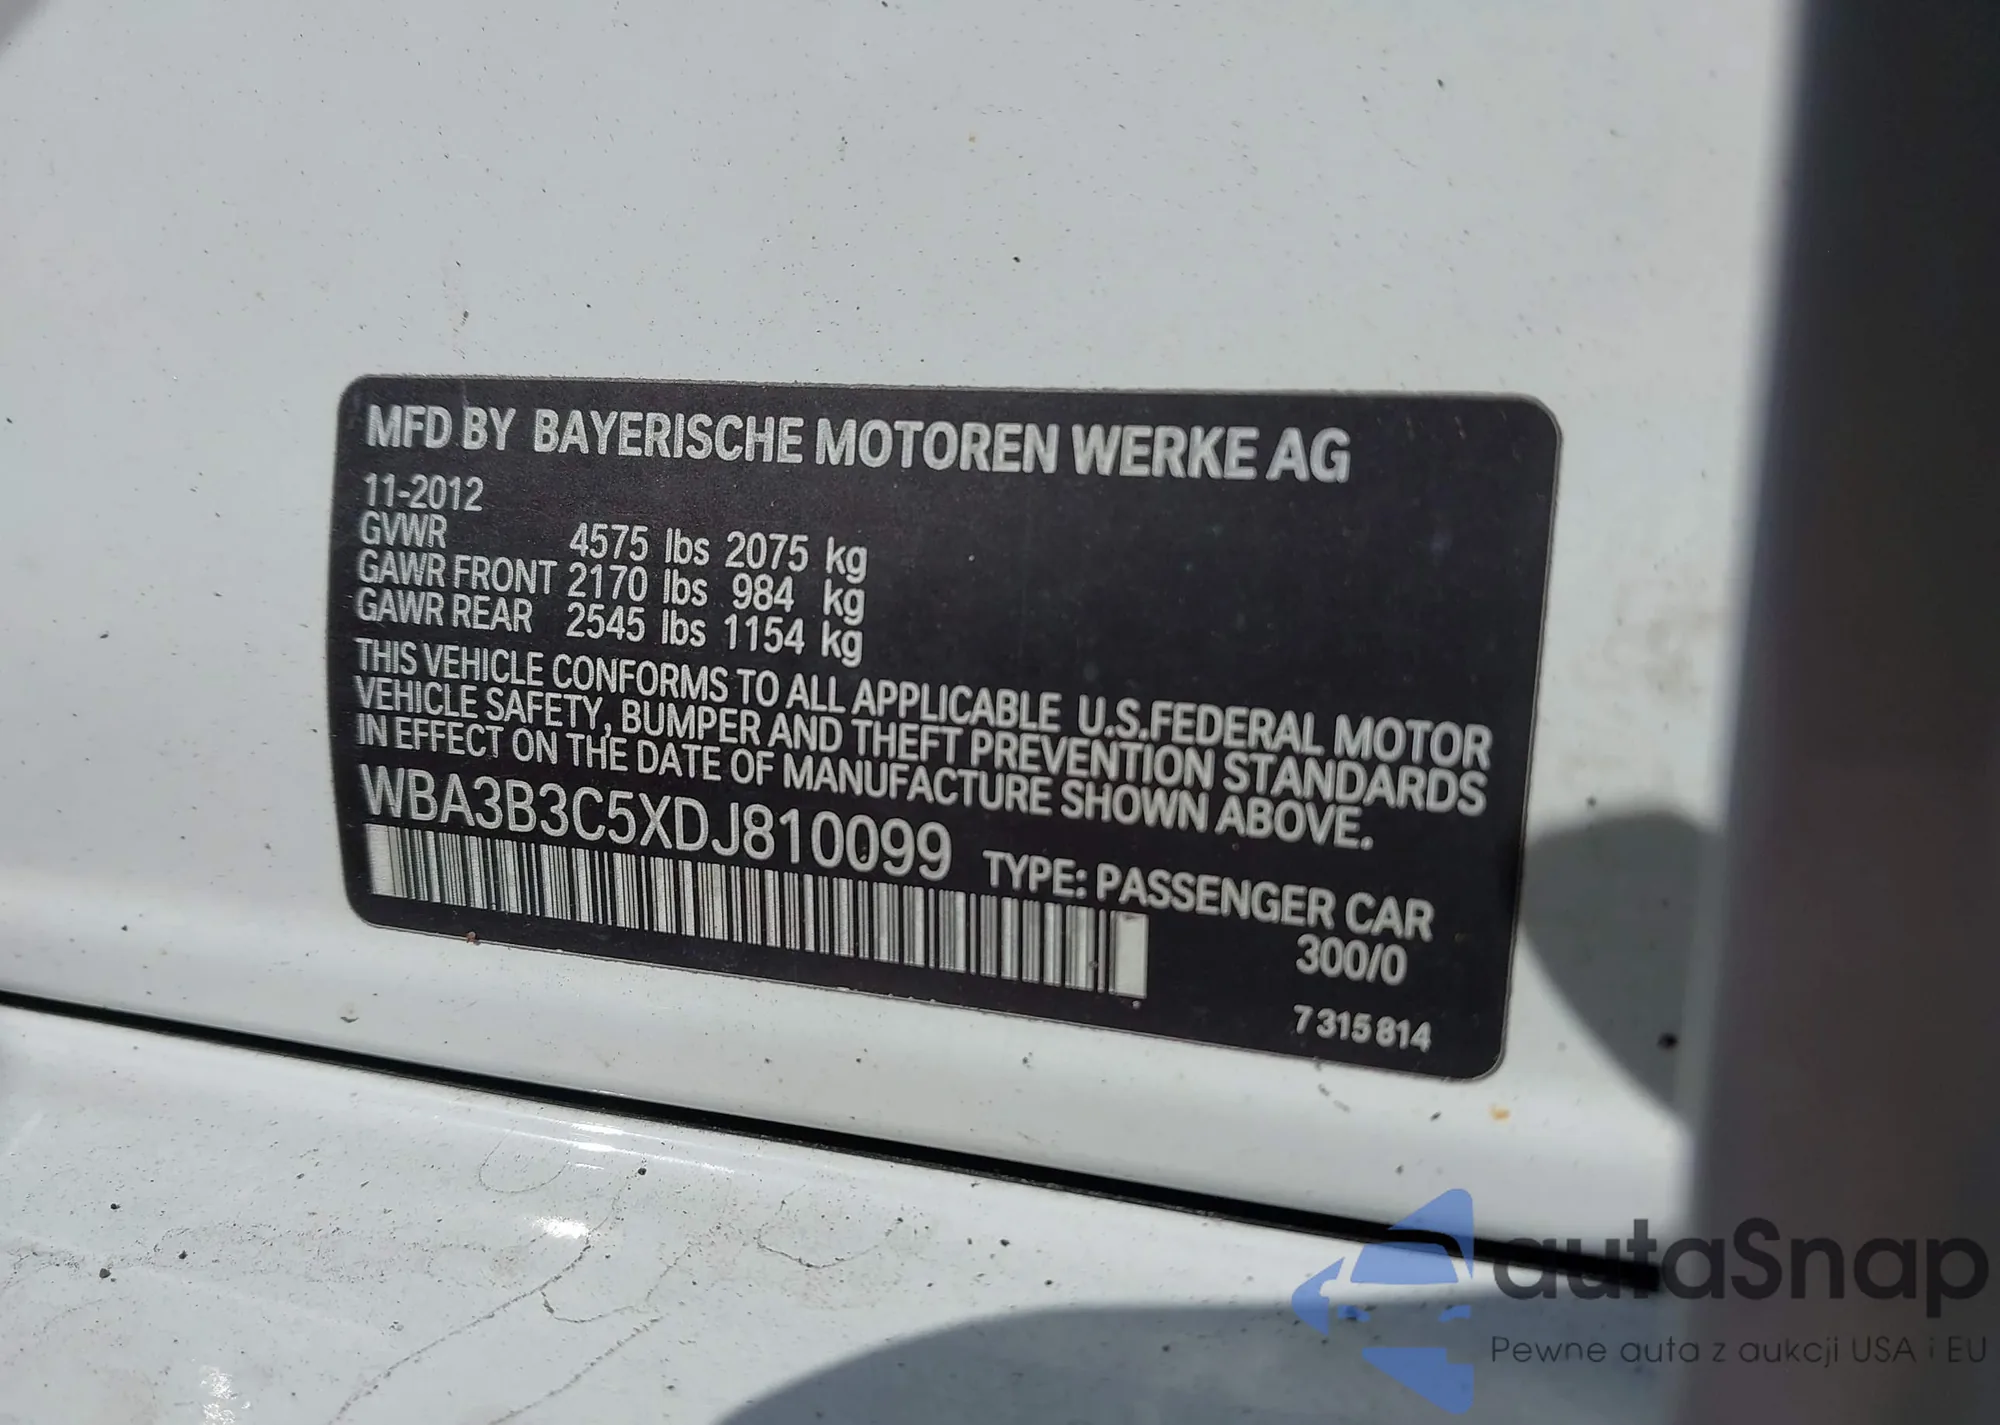 MFD BY BAYERISCHE MOTOREN WERKE AG
11-2012
GVWR 4575 lbs 2075 kg
GAWR FRONT 2170 lbs 984 kg
GAWR REAR 2545 lbs 1154 kg
THIS VEHICLE CONFORMS TO ALL APPLICABLE U.S.FEDERAL MOTOR
VEHICLE SAFETY, BUMPER AND THEFT PREVENTION STANDARDS
IN EFFECT ON THE DATE OF MANUFACTURE SHOWN ABOVE.
WBA3B3C5XDJ810099 TYPE: PASSENGER CAR
300/0
7 315 814
autaSnap
Pewne auta z aukcji USA i EU